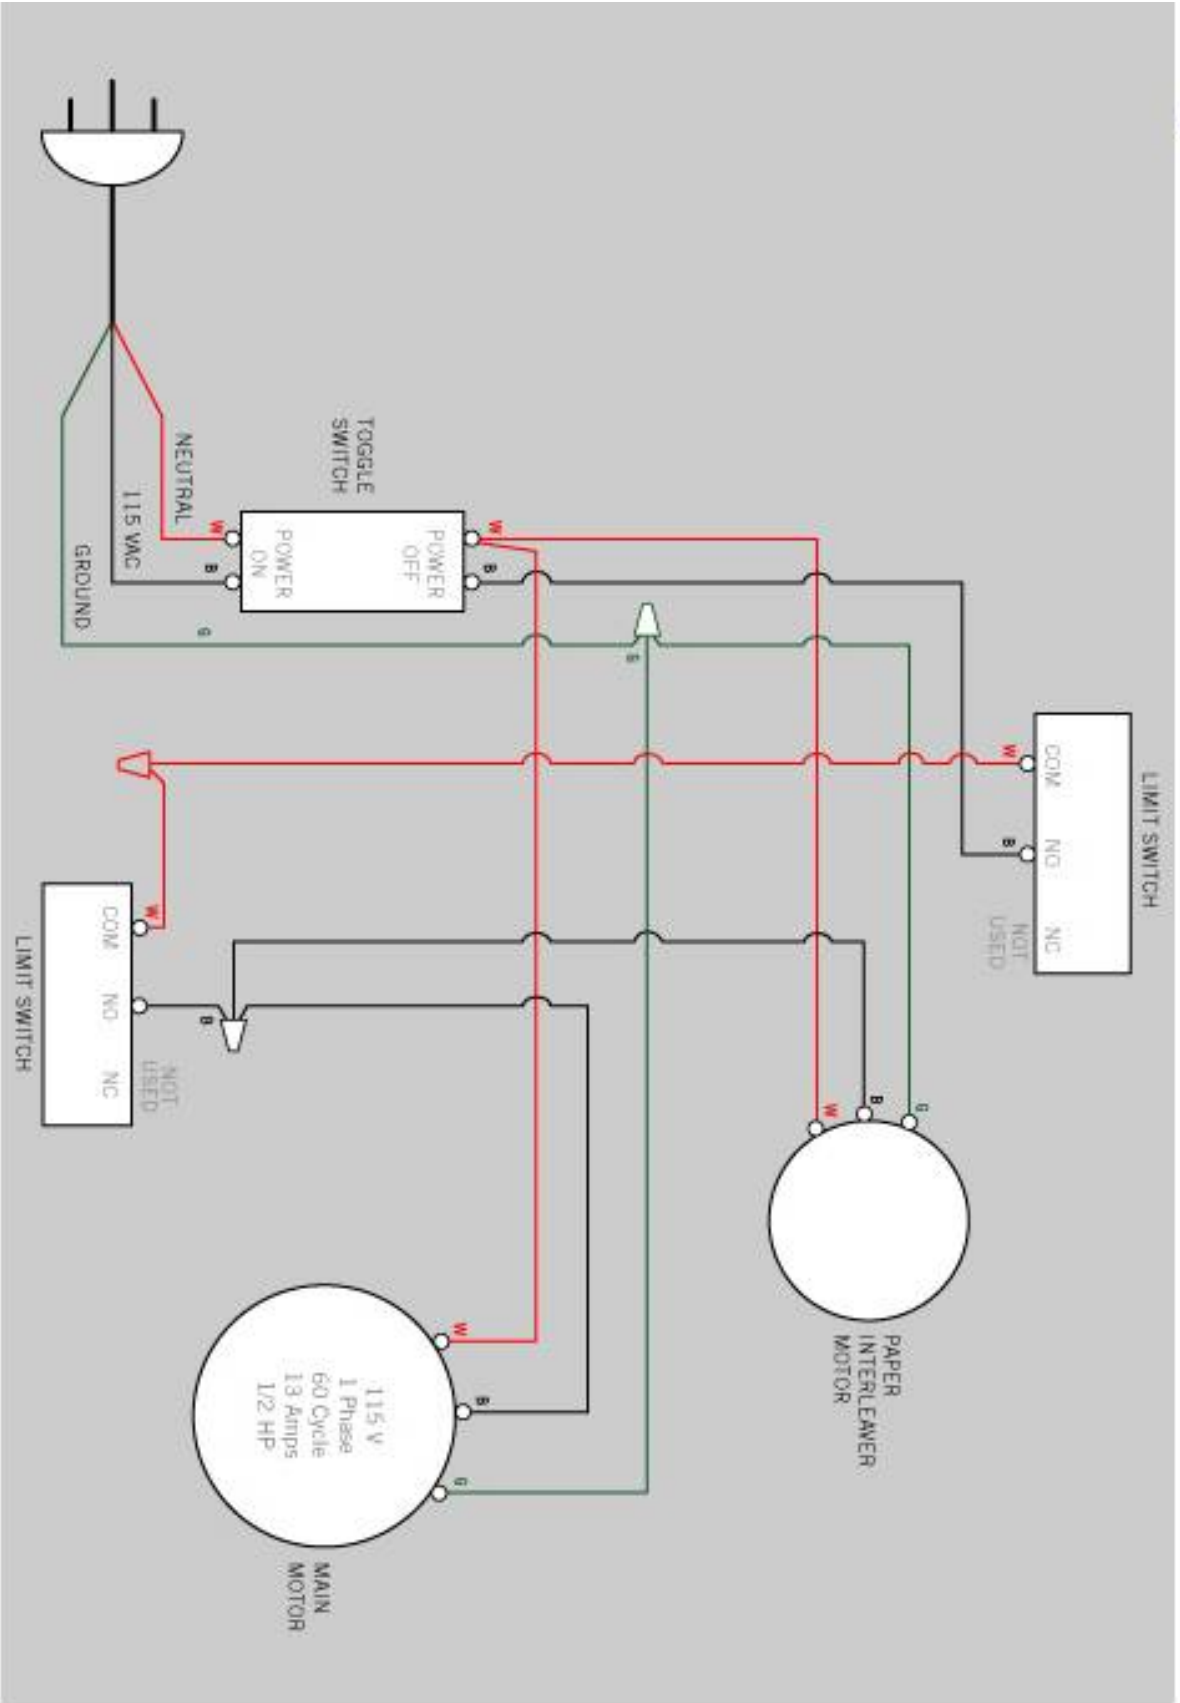 LIMIT SWITCH
COM NO NC
NOT
USED
W B
G
B
W
PAPER
INTERLEAVER
MOTOR
G
W B
POWER
OFF
TOGGLE
SWITCH
POWER
ON
W B G
NEUTRAL
115 VAC
GROUND
W B G
115 V
1 Phase
60 Cycle
13 Amps
1/2 HP
MAIN
MOTOR
B
W
NOT
USED
COM NO NC
LIMIT SWITCH